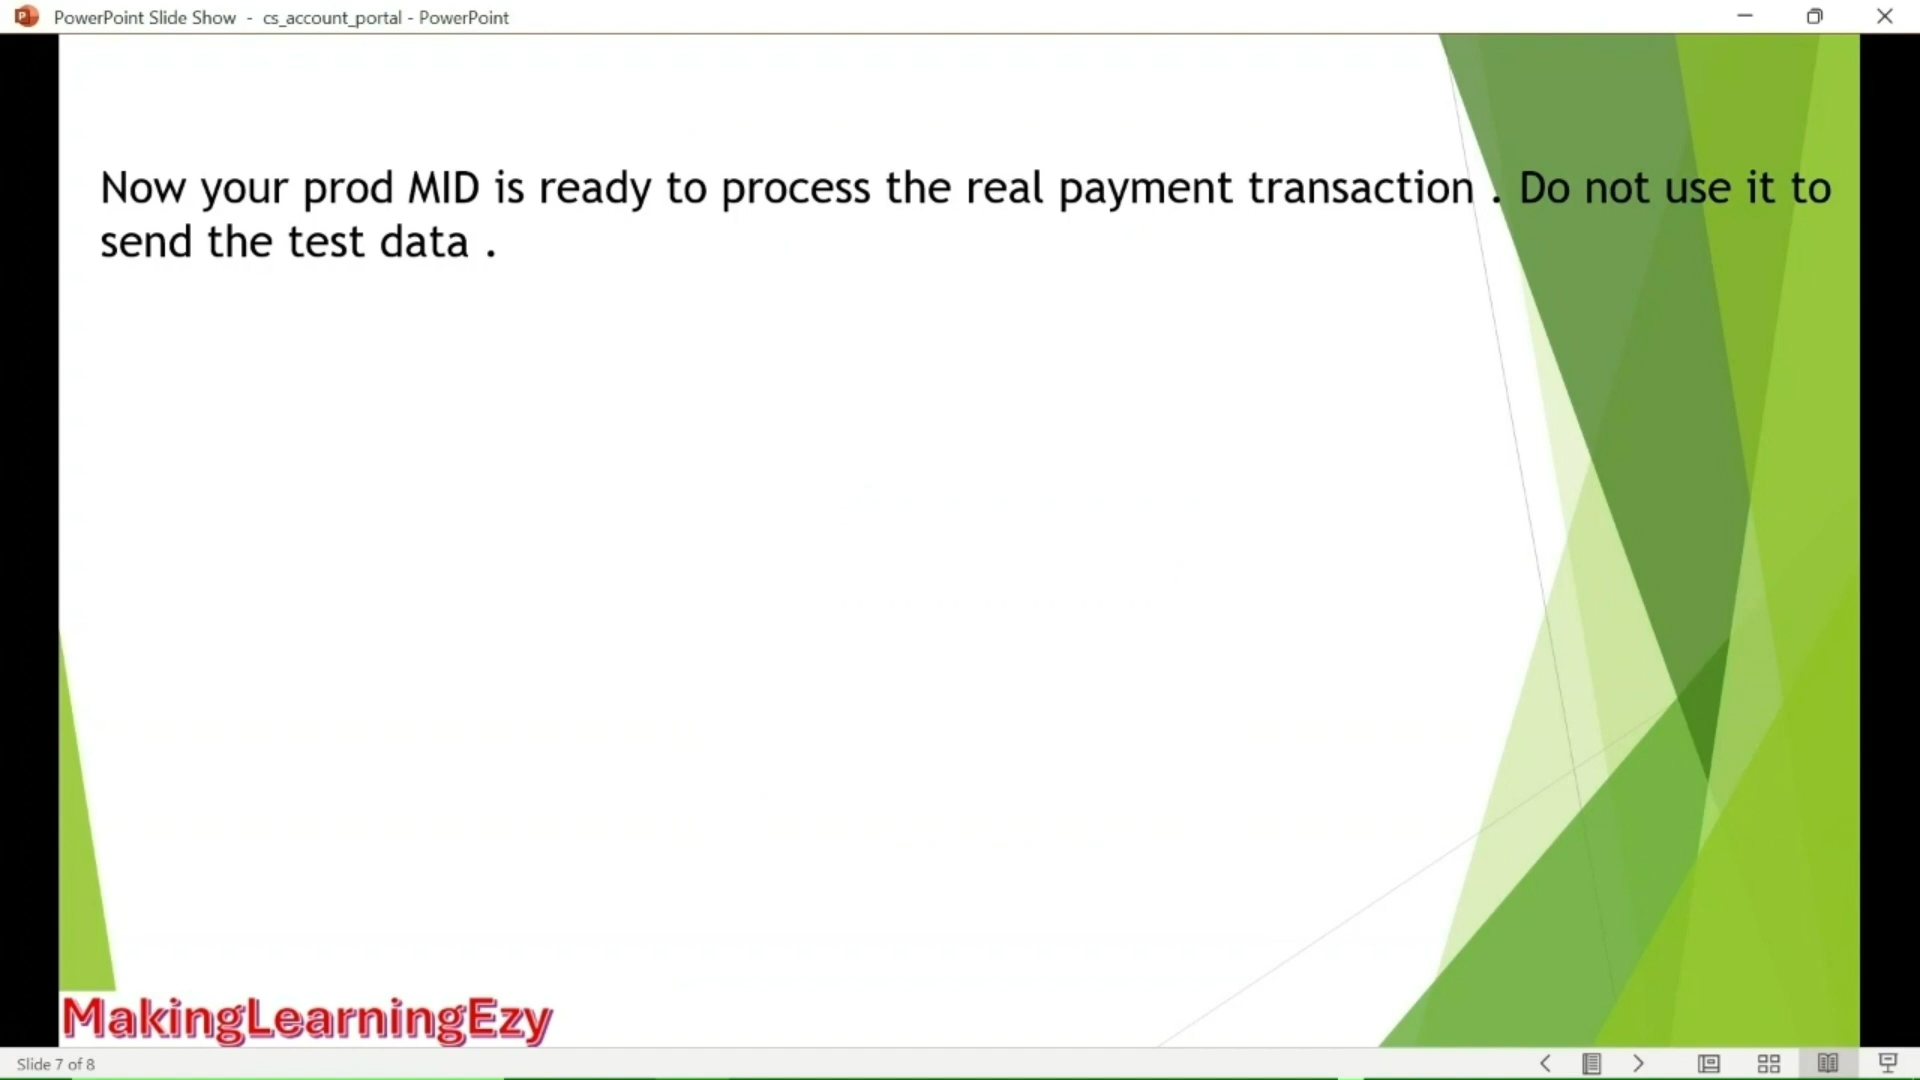 PowerPoint Slide Show - cs_account_portal - PowerPoint
Now your prod MID is ready to process the real payment transaction . Do not use it to
send the test data .
MakingLearningEzy
Slide 7 of 8